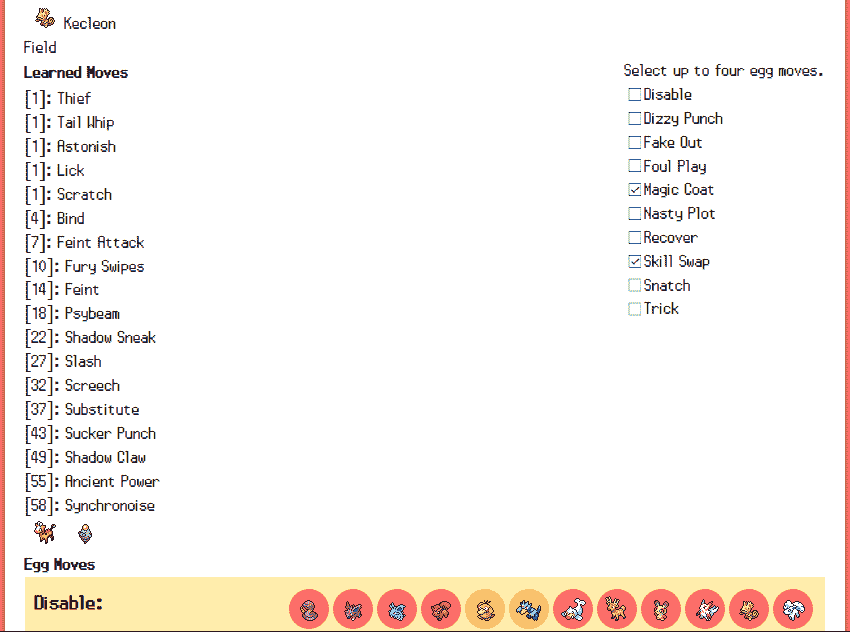 Kecleon
Field
Learned Moves
[1]: Thief
[1]: Tail Whip
[1]: Astonish
[1]: Lick
[1]: Scratch
[4]: Bind
[7]: Feint Attack
[10]: Fury Swipes
[14]: Feint
[18]: Psybeam
[22]: Shadow Sneak
[27]: Slash
[32]: Screech
[37]: Substitute
[43]: Sucker Punch
[49]: Shadow Claw
[55]: Ancient Power
[58]: Synchronoise
Select up to four egg moves.
Disable
Dizzy Punch
Fake Out
Foul Play
Magic Coat
Nasty Plot
Recover
Skill Swap
Snatch
Trick
Egg Moves
Disable: